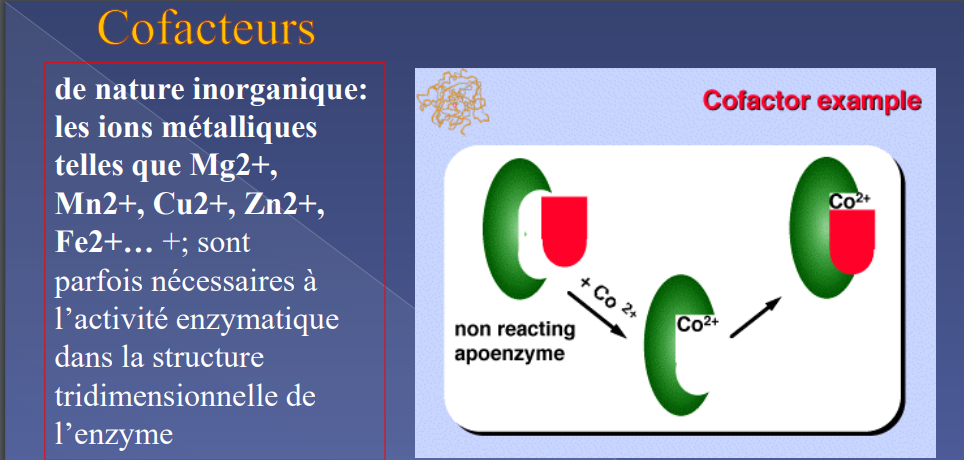 Cofacteurs
de nature inorganique:
les ions métalliques
telles que Mg2+,
Mn2+, Cu2+, Zn2+,
Fe2+… +; sont
parfois nécessaires à
l’activité enzymatique
dans la structure
tridimensionnelle de
l’enzyme
Cofactor example
Co2+
+ Co 2+
non reacting
apoenzyme
Co2+